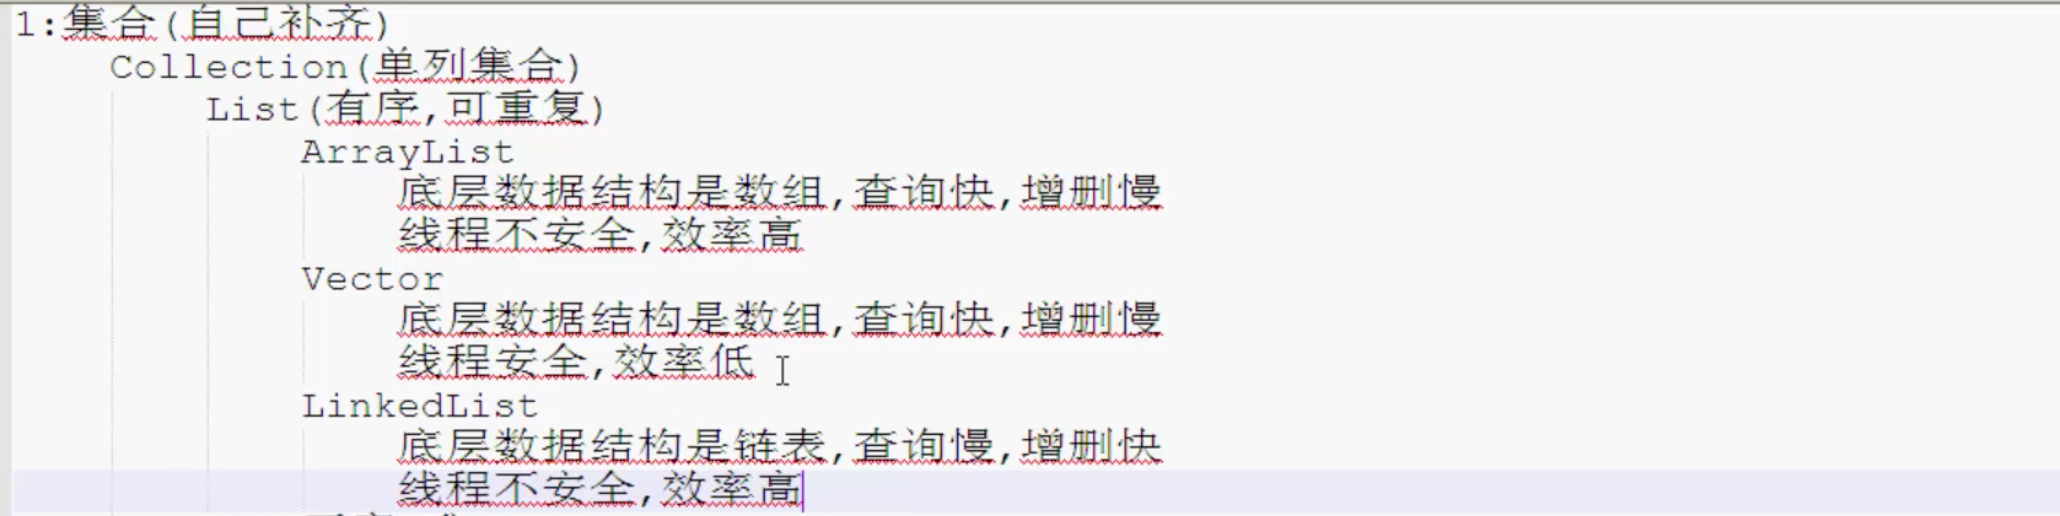 1:集合(自己补齐)
Collection(单列集合)
List(有序,可重复)
ArrayList
底层数据结构是数组,查询快,增删慢
线程不安全,效率高
Vector
底层数据结构是数组,查询快,增删慢
线程安全,效率低
LinkedList
底层数据结构是链表,查询慢,增删快
线程不安全,效率高